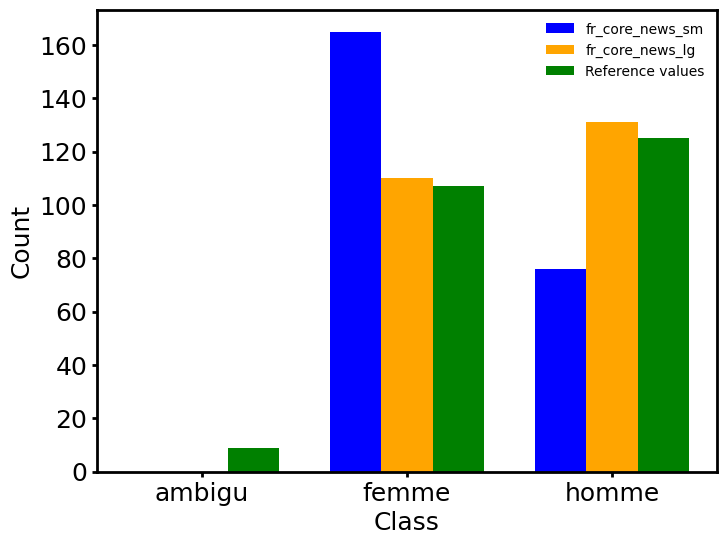 fr_core_news_sm
fr_core_news_lg
Reference values
160
140
120
100
80
60
40
20
0
Count
ambigu femme homme
Class